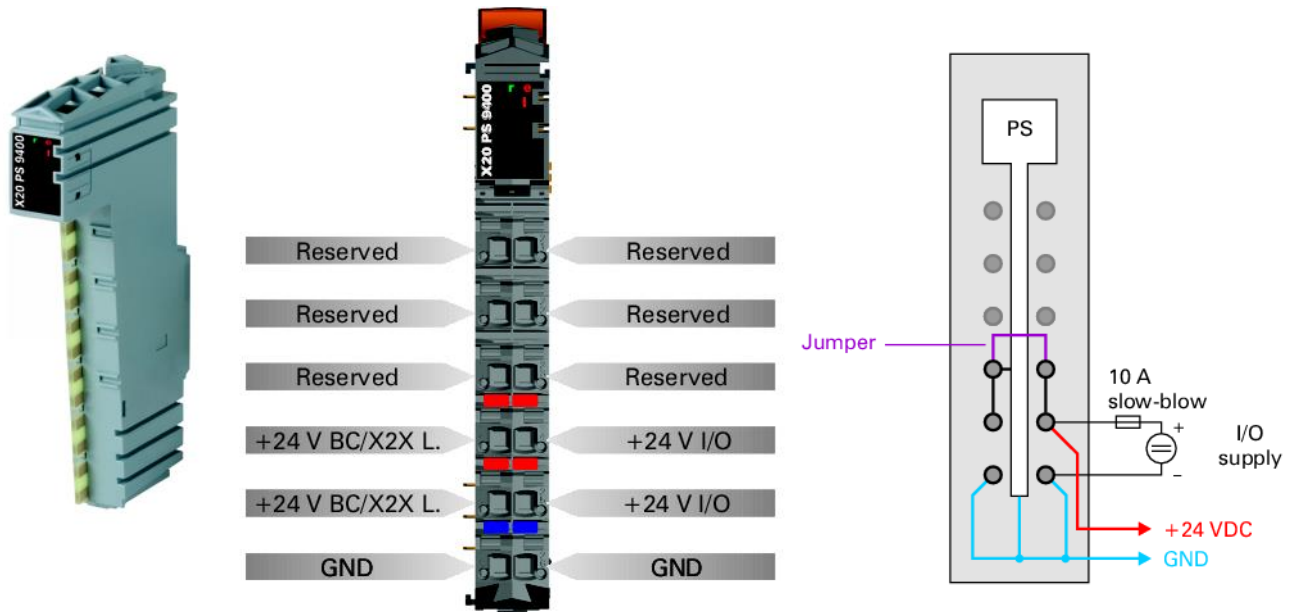 X20 PS 9400
r e
l
X20 PS 9400
r e
l
Reserved
Reserved
Reserved
Reserved
Reserved
Reserved
+24 V BC/X2X L.
+24 V I/O
+24 V BC/X2X L.
+24 V I/O
GND
GND
PS
Jumper
10 A
slow-blow
+
−
I/O
supply
+24 VDC
GND